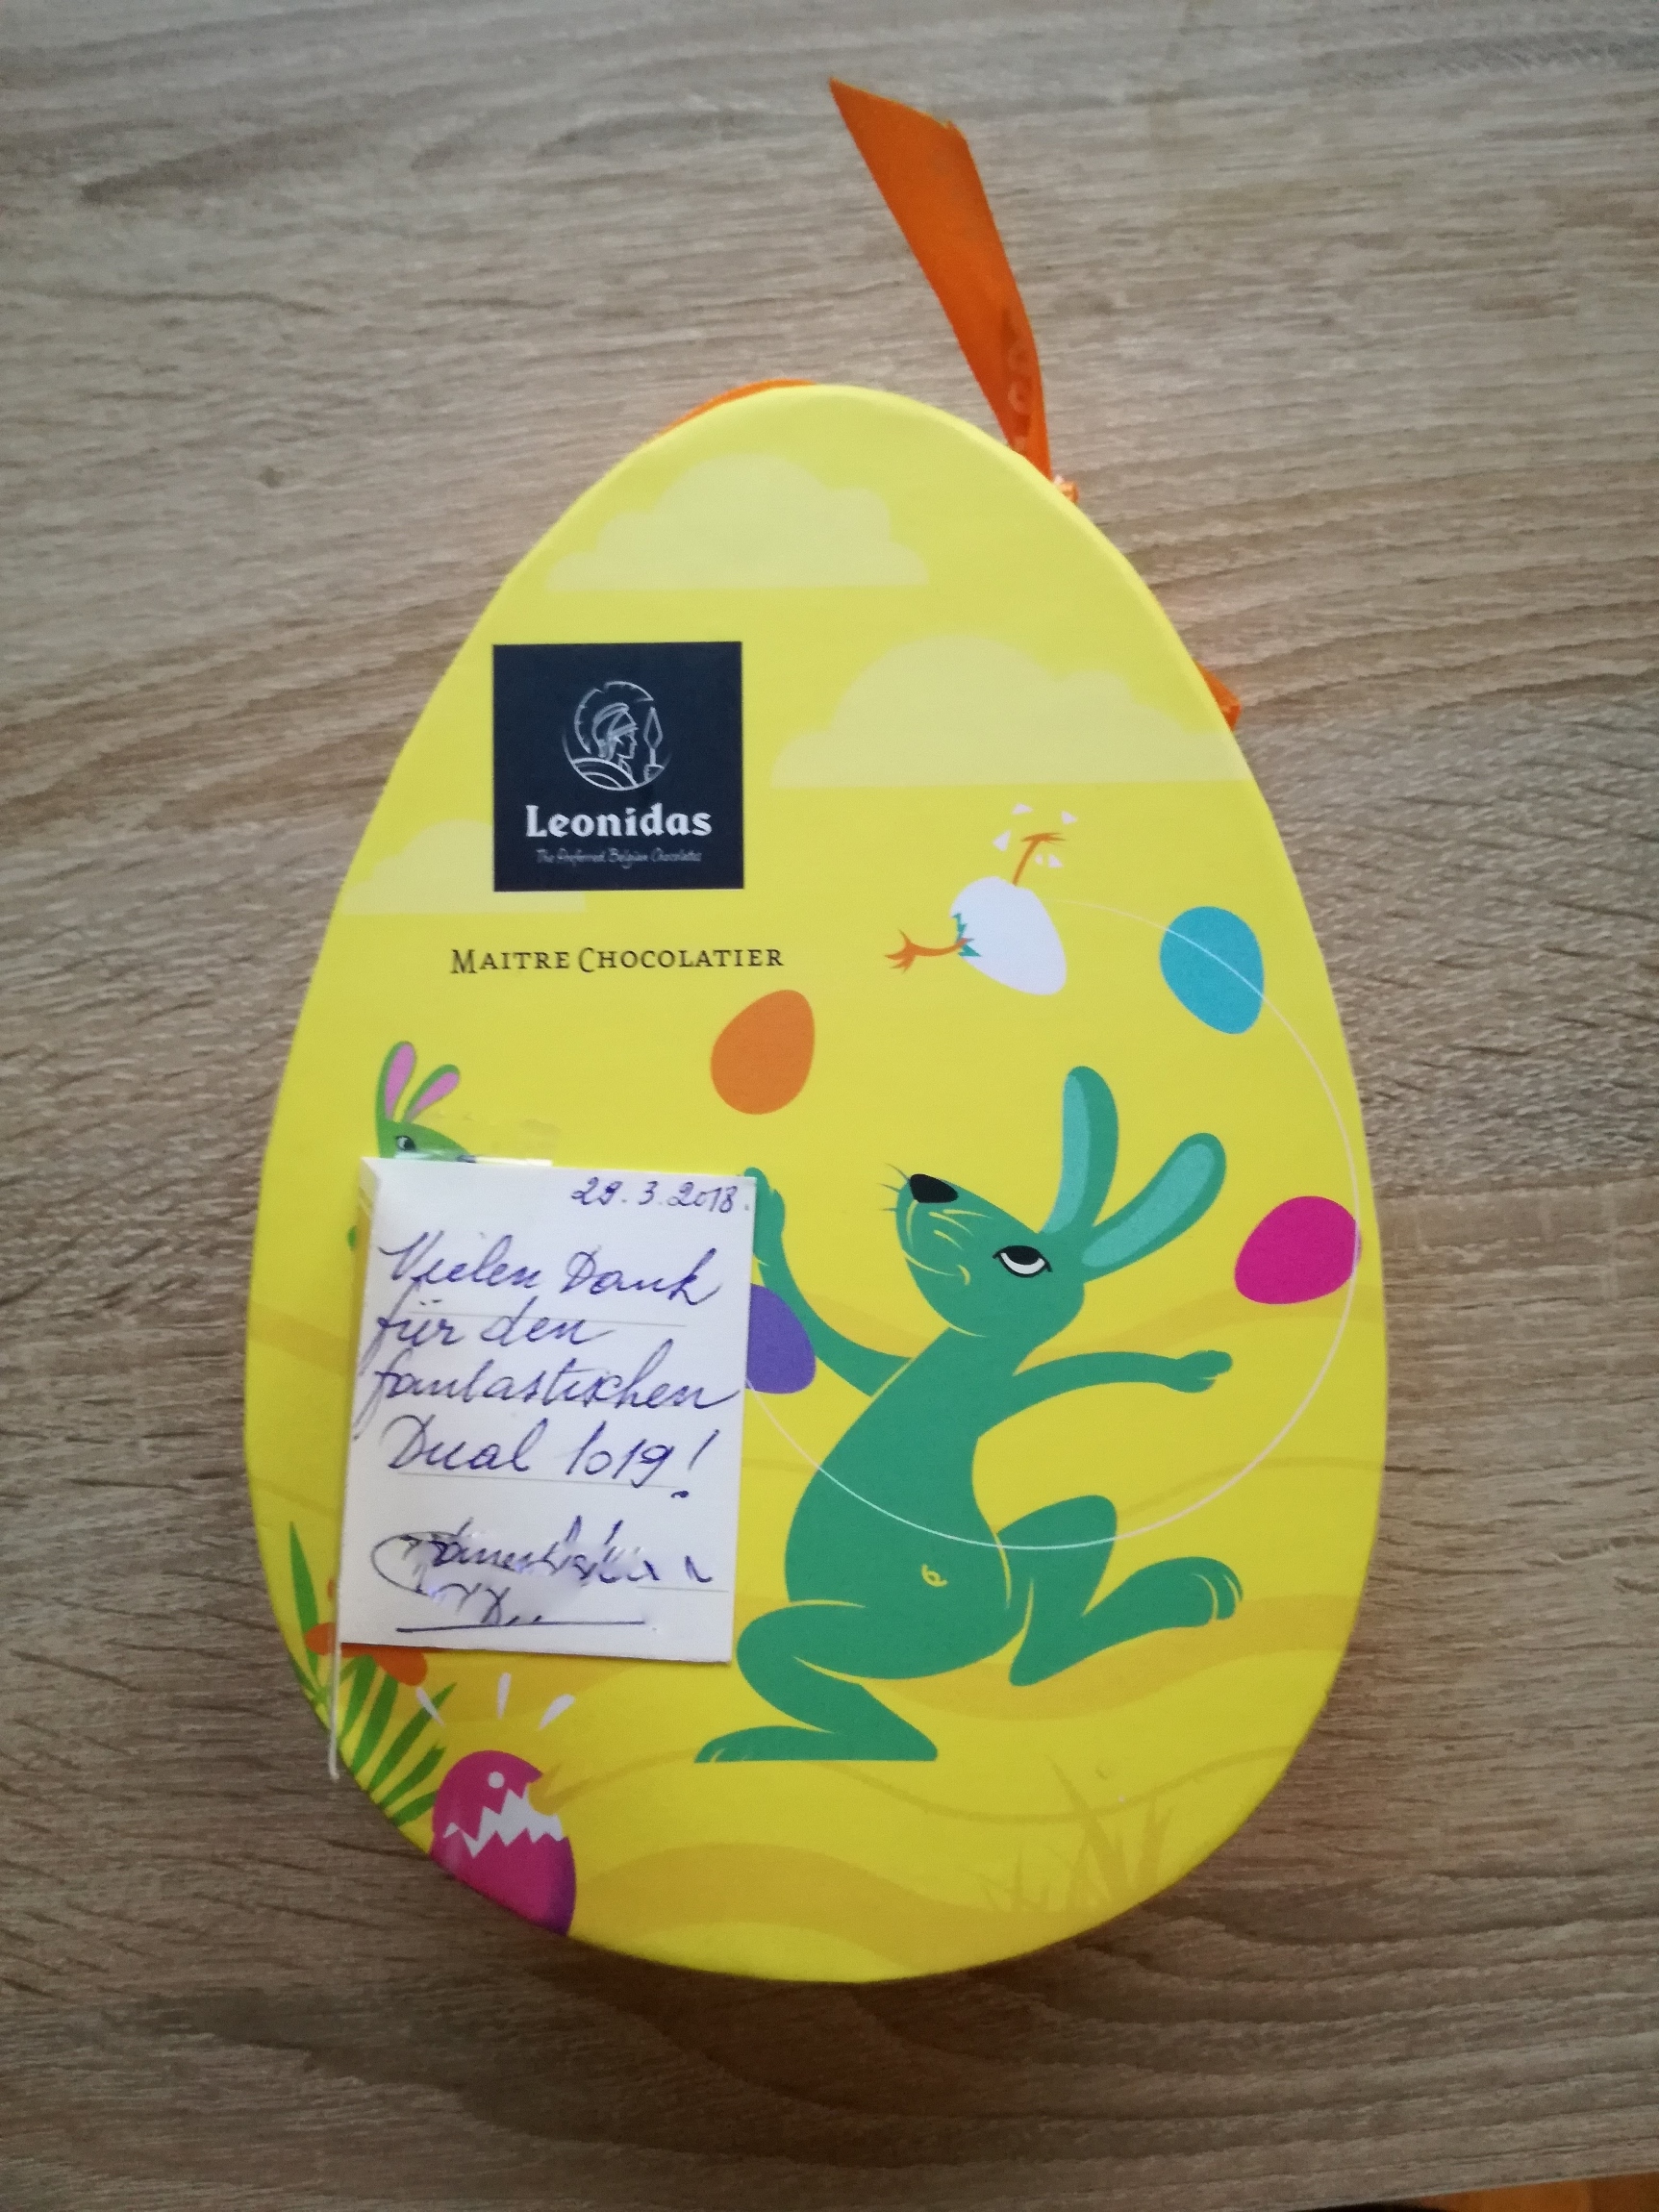 Leonidas
The Preferred Belgian Chocolates
MAITRE CHOCOLATIER
29.3.2018.
Vielen Dank
für den
fantastischen
Dual 1019!